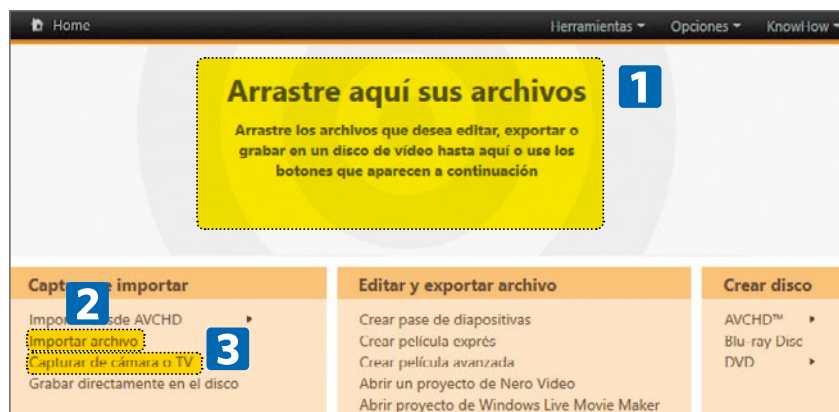 Home
Herramientas
Opciones
KnowHow
Arrastre aquí sus archivos
1
Arrastre los archivos que desea editar, exportar o
grabar en un disco de vídeo hasta aquí o use los
botones que aparecen a continuación
importar
2
AVCHD
Importar archivo
3
Capturar de cámara o TV
Grabar directamente en el disco
Editar y exportar archivo
Crear pase de diapositivas
Crear película exprés
Crear película avanzada
Abrir un proyecto de Nero Video
Abrir proyecto de Windows Live Movie Maker
Crear disco
AVCHD™
Blu-ray Disc
DVD